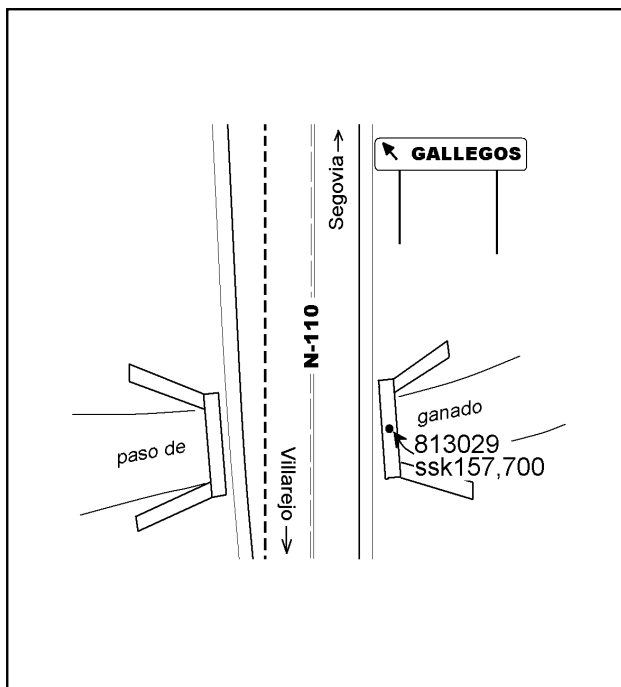 GALLEGOS
Segovia
N-110
ganado
813029
ssk157,700
paso de
Villarejo